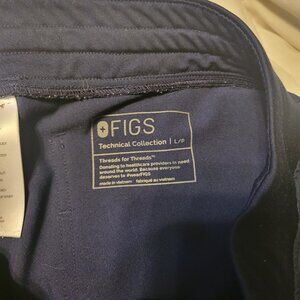 FIGS
Technical Collection | L/P
Threads for Threads™
Donating to healthcare providers in need
around the world. Because everyone
deserves to #wearFIGS
made in vietnam fabriqué au vietnam